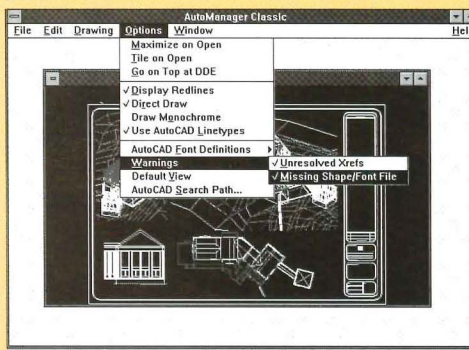 AutoManager Classic
File Edit Drawing Options Window Hel
Maximize on Open
Tile on Open
Go on Top at DDE
✓Display Redlines
✓Direct Draw
Draw Monochrome
✓Use AutoCAD Linetypes
AutoCAD Font Definitions
Warnings
✓Unresolved Xrefs
✓Missing Shape/Font File
Default View
AutoCAD Search Path...